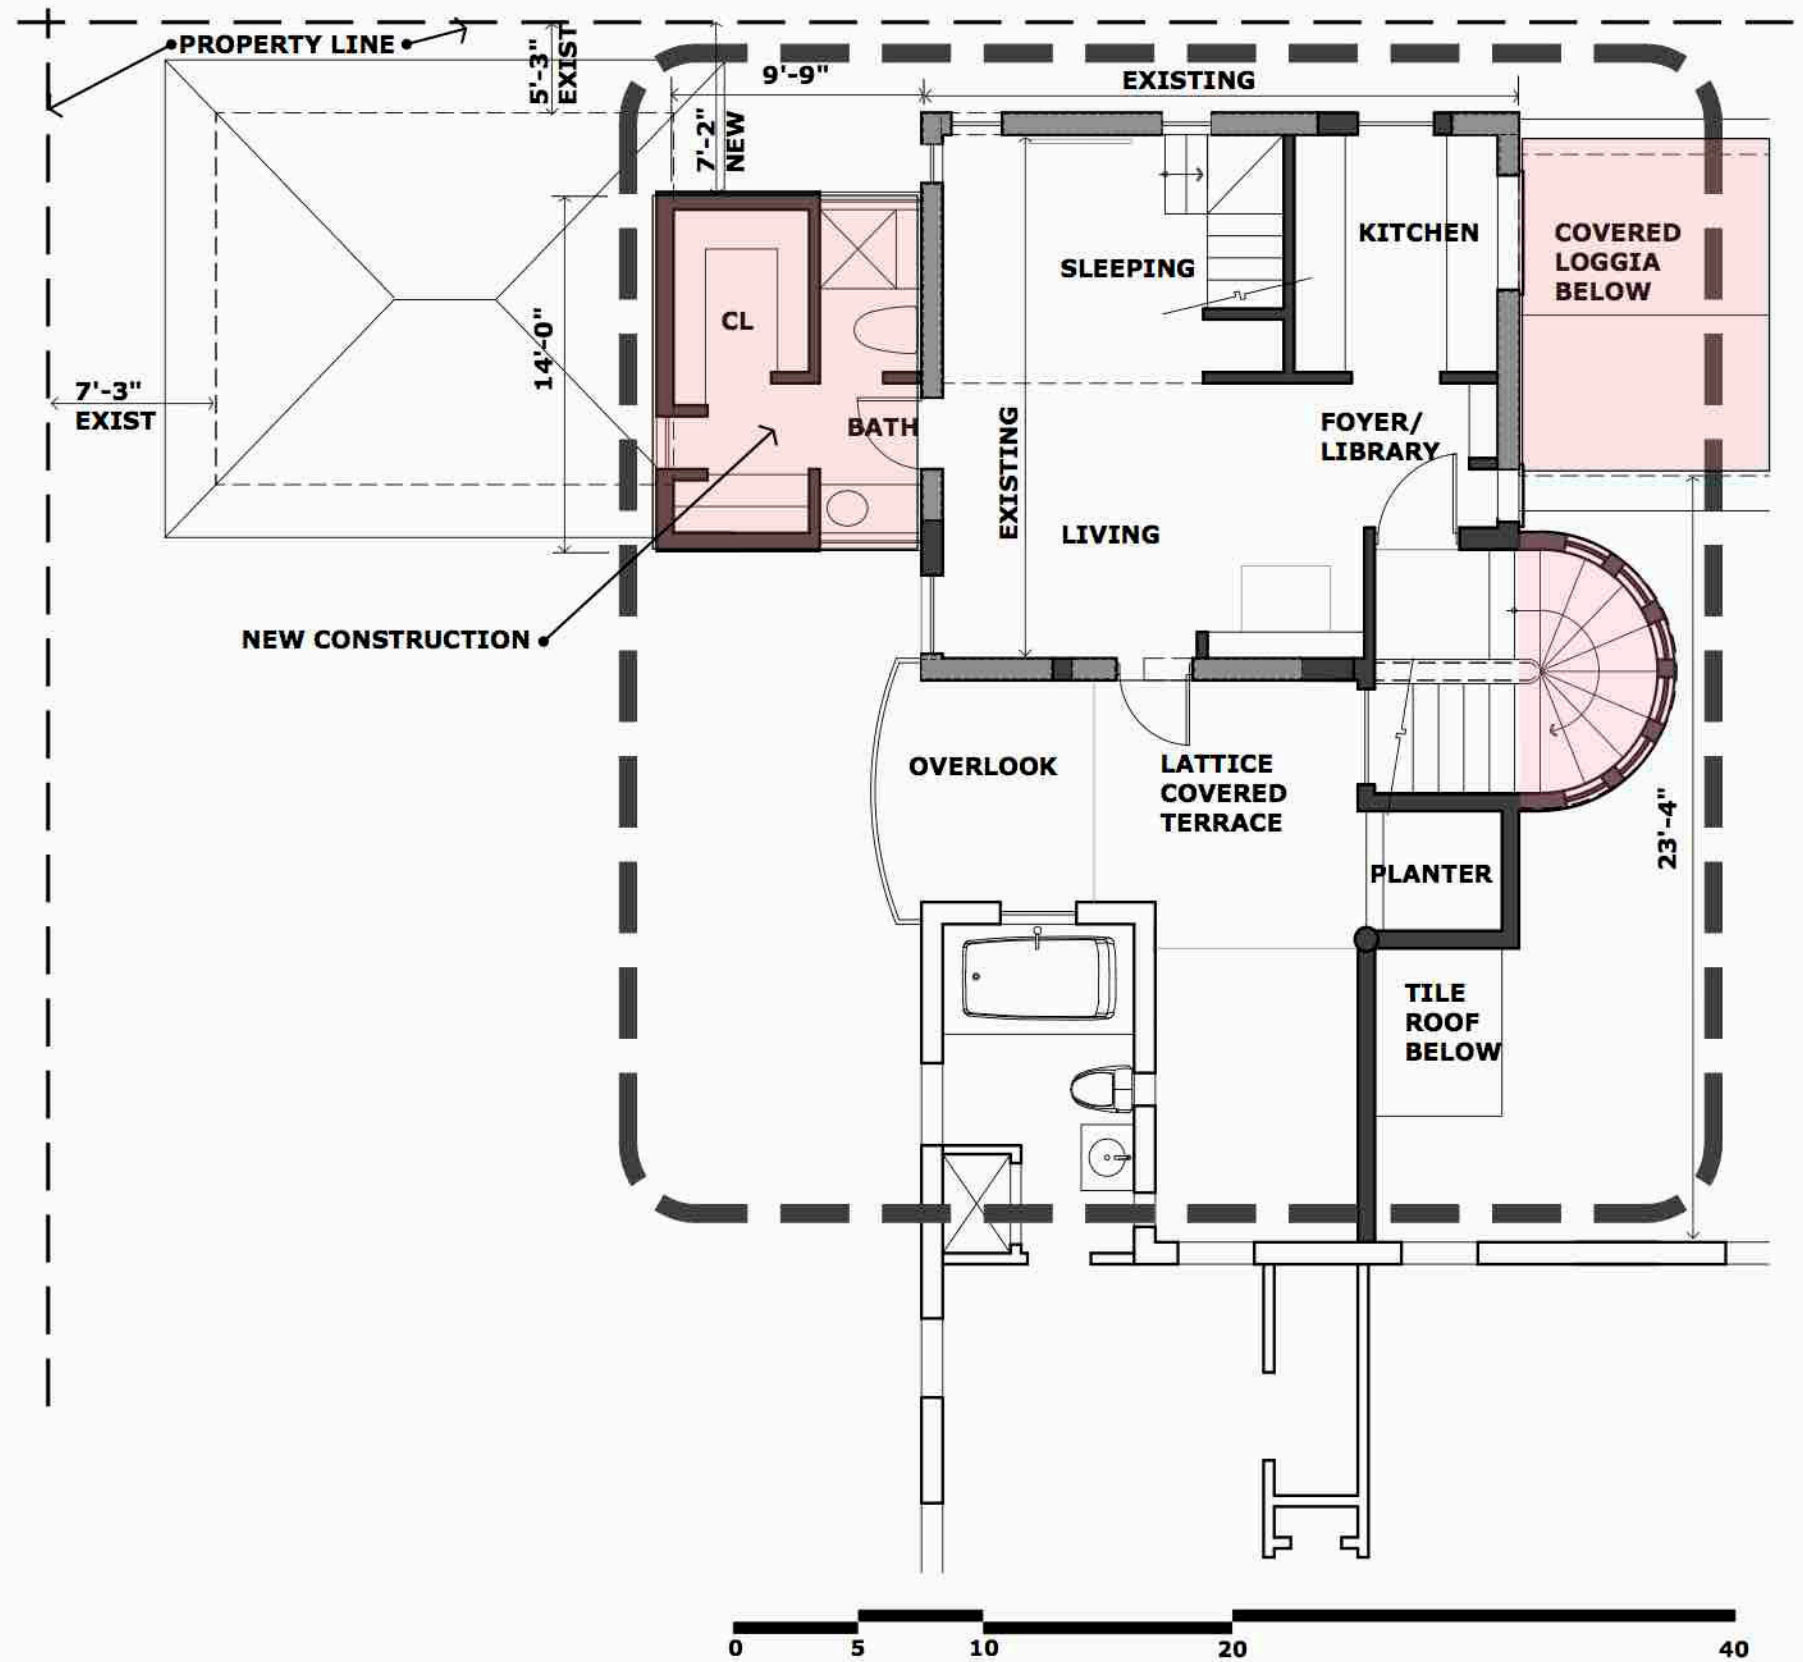 PROPERTY LINE
5'-3"
EXIST
9'-9"
EXISTING
7'-2"
NEW
KITCHEN
COVERED
LOGGIA
BELOW
SLEEPING
CL
14'-0"
7'-3"
EXIST
BATH
FOYER/
LIBRARY
EXISTING
LIVING
NEW CONSTRUCTION
OVERLOOK
LATTICE
COVERED
TERRACE
23'-4"
PLANTER
TILE
ROOF
BELOW
0 5 10 20 40